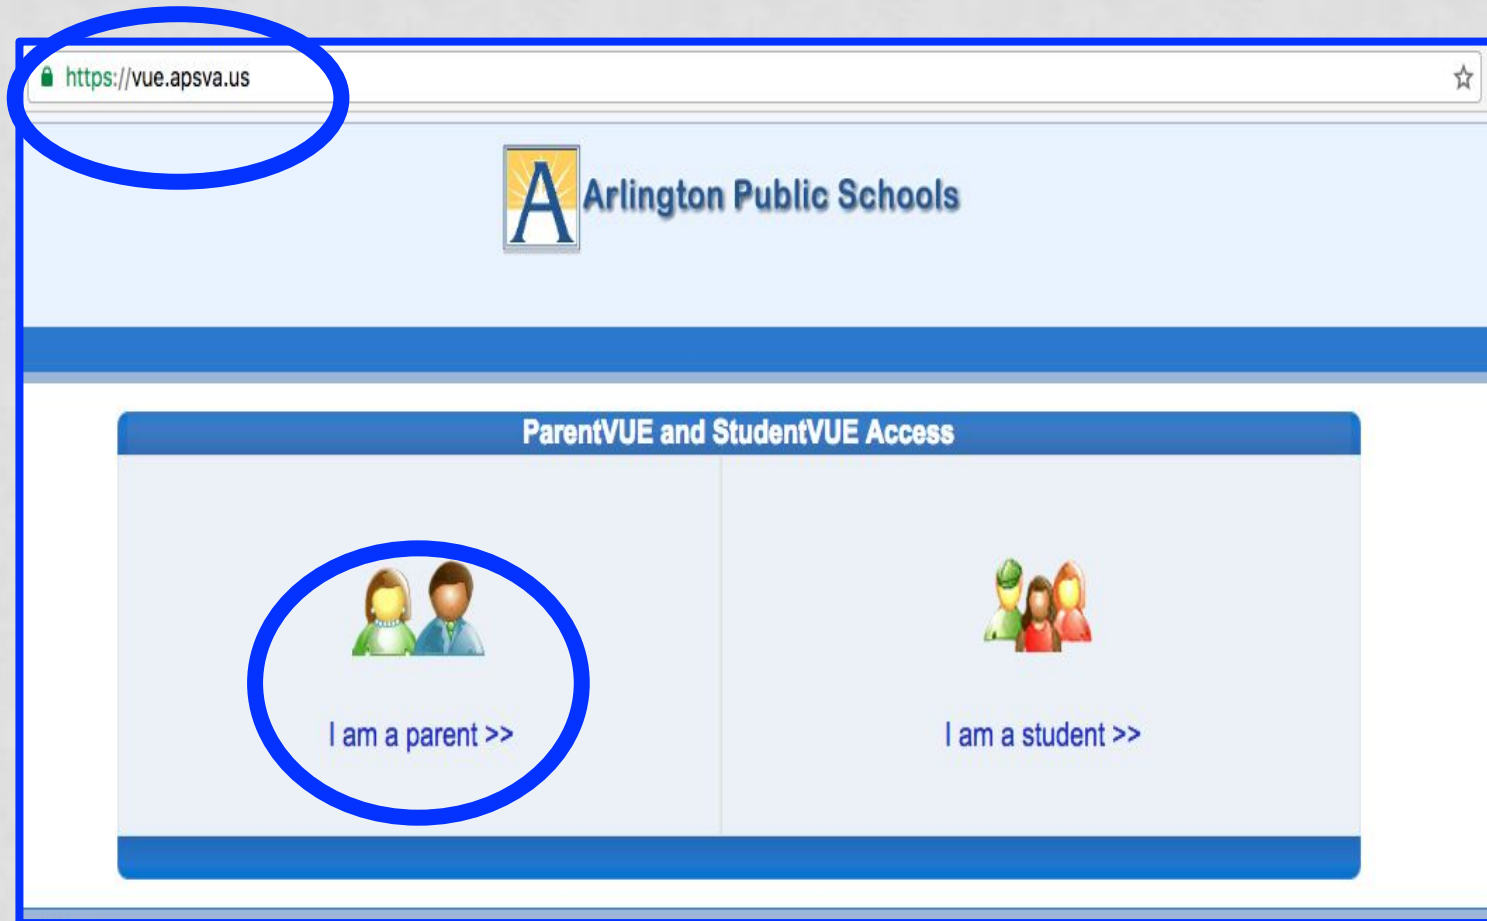 https://vue.apsva.us
A Arlington Public Schools
ParentVUE and StudentVUE Access
I am a parent >>
I am a student >>